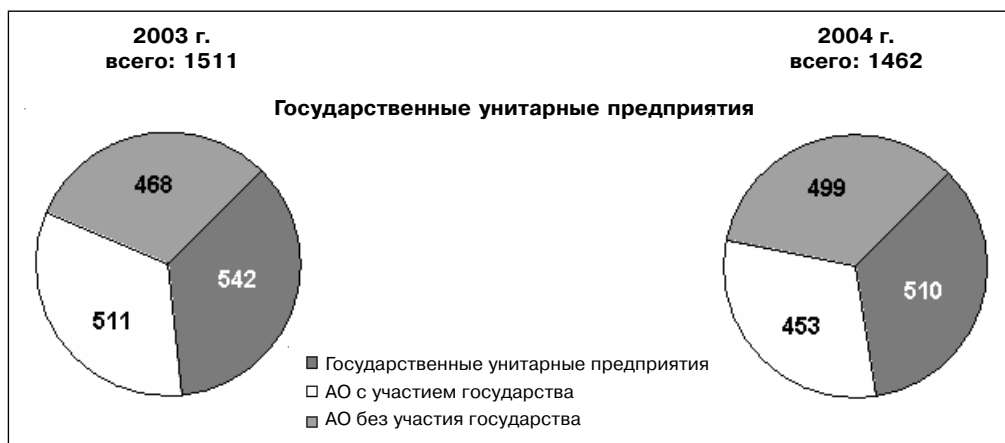 2003 г.
всего: 1511
2004 г.
всего: 1462
Государственные унитарные предприятия
468
542
511
499
510
453
Государственные унитарные предприятия
АО с участием государства
АО без участия государства